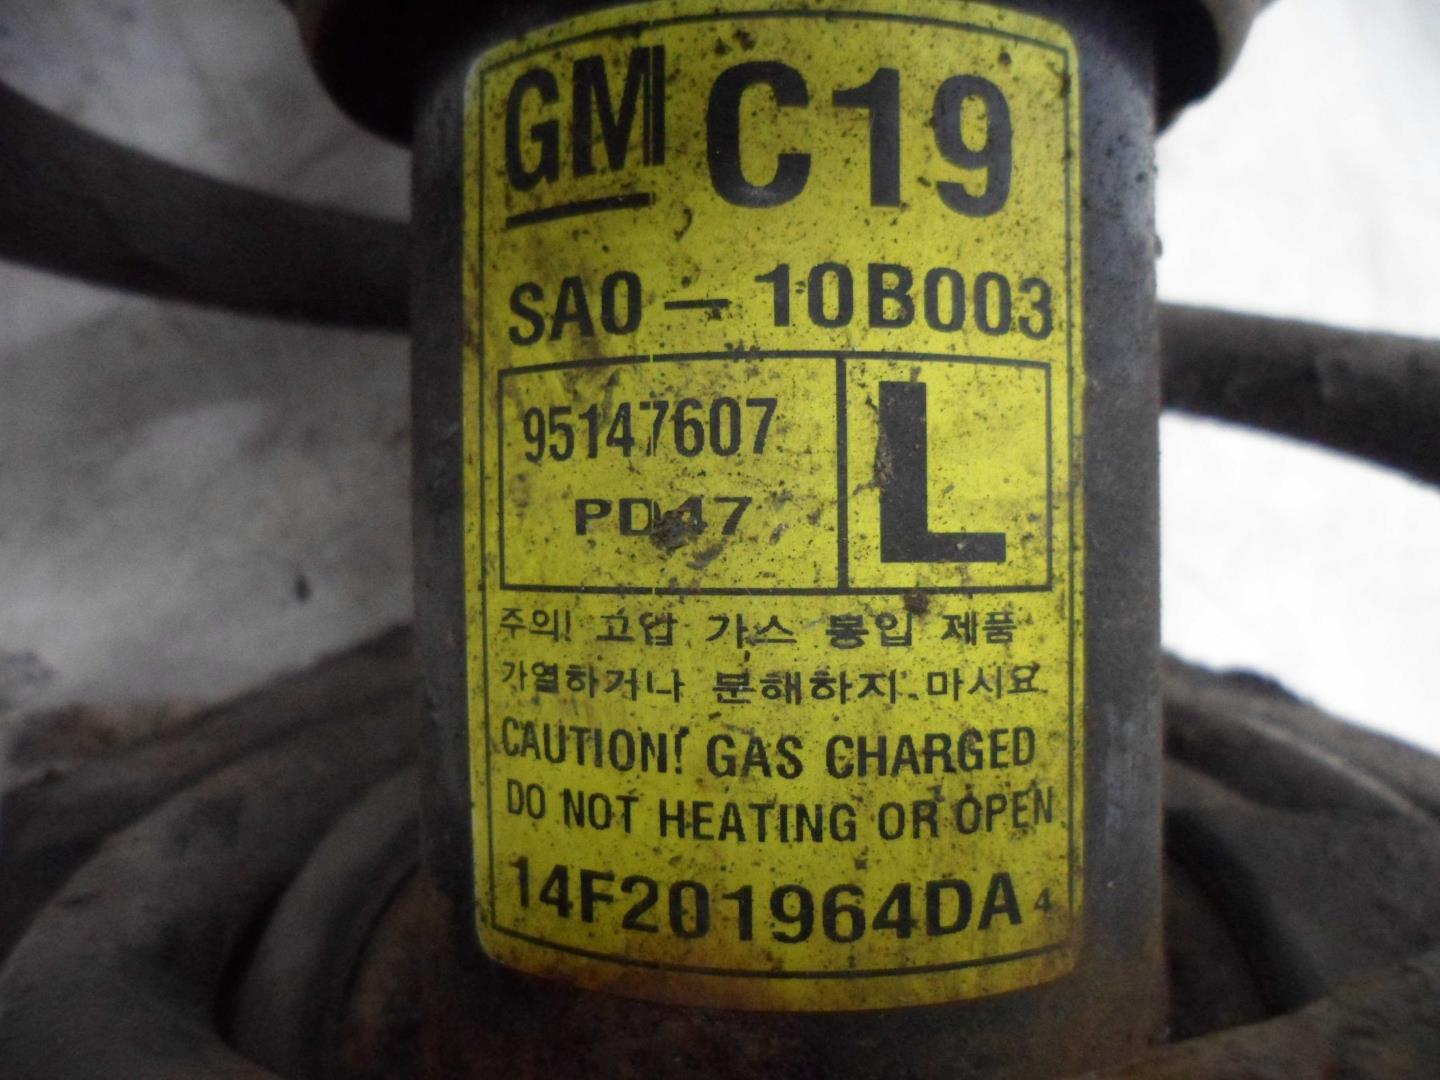 GM C19
SA0-10B003
95147607
L
PD47
주의! 고압 가스 봉입 제품
가열하거나 분해하지 마시요
CAUTION! GAS CHARGED
DO NOT HEATING OR OPEN
14F201964DA 4